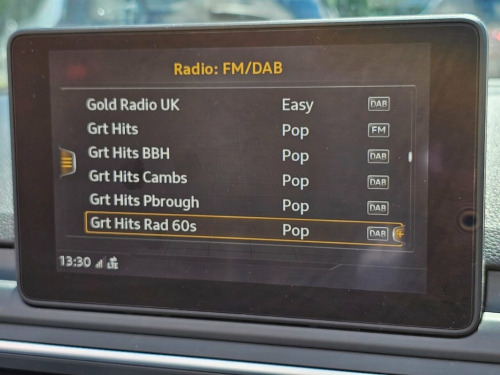 Radio: FM/DAB
Gold Radio UK Easy DAB
Grt Hits Pop FM
Grt Hits BBH Pop DAB
Grt Hits Cambs Pop DAB
Grt Hits Pbrough Pop DAB
Grt Hits Rad 60s Pop DAB
13:30 LTE